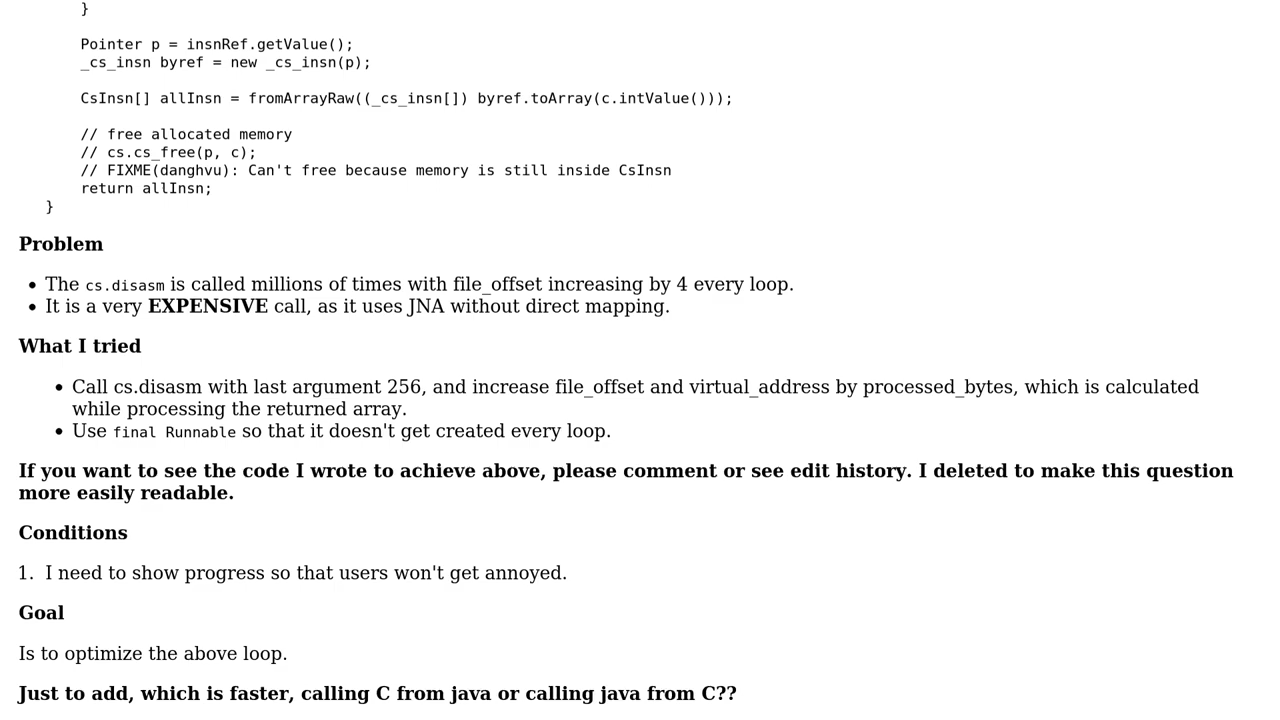 }
Pointer p = insnRef.getValue();
_cs_insn byref = new _cs_insn(p);
CsInsn[] allInsn = fromArrayRaw((_cs_insn[]) byref.toArray(c.intValue()));
// free allocated memory
// cs.cs_free(p, c);
// FIXME(danghvu): Can't free because memory is still inside CsInsn
return allInsn;
}
Problem
• The cs.disasm is called millions of times with file_offset increasing by 4 every loop.
• It is a very EXPENSIVE call, as it uses JNA without direct mapping.
What I tried
• Call cs.disasm with last argument 256, and increase file_offset and virtual_address by processed_bytes, which is calculated
while processing the returned array.
• Use final Runnable so that it doesn't get created every loop.
If you want to see the code I wrote to achieve above, please comment or see edit history. I deleted to make this question
more easily readable.
Conditions
1. I need to show progress so that users won't get annoyed.
Goal
Is to optimize the above loop.
Just to add, which is faster, calling C from java or calling java from C??